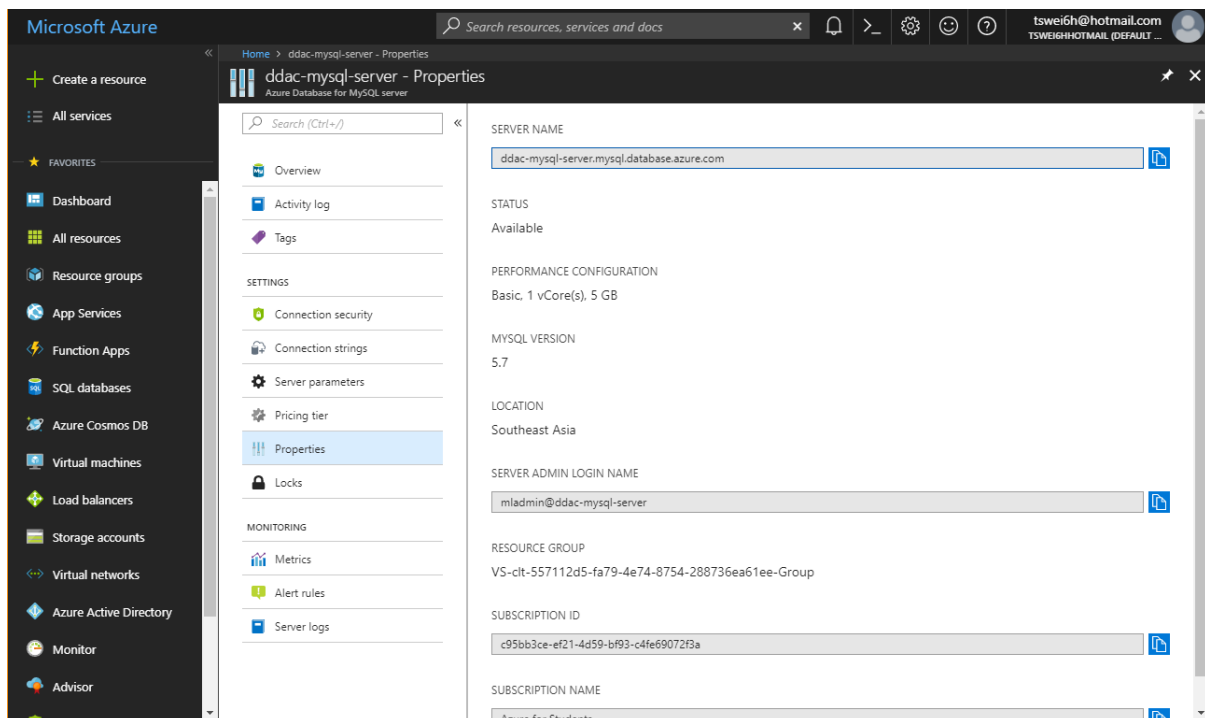 Microsoft Azure
Search resources, services and docs
tswei6h@hotmail.com
TSWEI6HHOTMAIL (DEFAULT ...
Home > ddac-mysql-server - Properties
ddac-mysql-server - Properties
Azure Database for MySQL server
Create a resource
All services
FAVORITES
Dashboard
All resources
Resource groups
App Services
Function Apps
SQL databases
Azure Cosmos DB
Virtual machines
Load balancers
Storage accounts
Virtual networks
Azure Active Directory
Monitor
Advisor
Search (Ctrl+/)
Overview
Activity log
Tags
SETTINGS
Connection security
Connection strings
Server parameters
Pricing tier
Properties
Locks
MONITORING
Metrics
Alert rules
Server logs
SERVER NAME
ddac-mysql-server.mysql.database.azure.com
STATUS
Available
PERFORMANCE CONFIGURATION
Basic, 1 vCore(s), 5 GB
MYSQL VERSION
5.7
LOCATION
Southeast Asia
SERVER ADMIN LOGIN NAME
mladmin@ddac-mysql-server
RESOURCE GROUP
VS-clt-557112d5-fa79-4e74-8754-288736ea61ee-Group
SUBSCRIPTION ID
c95bb3ce-ef21-4d59-bf93-c4fe69072f3a
SUBSCRIPTION NAME
Azure for Students